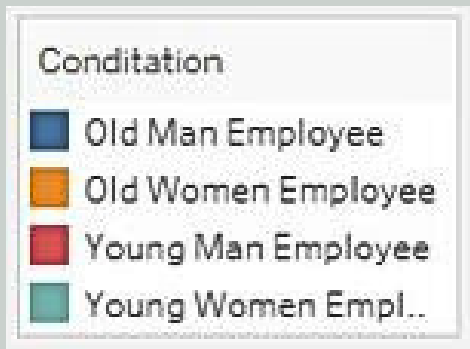 Conditation
Old Man Employee
Old Women Employee
Young Man Employee
Young Women Empl..